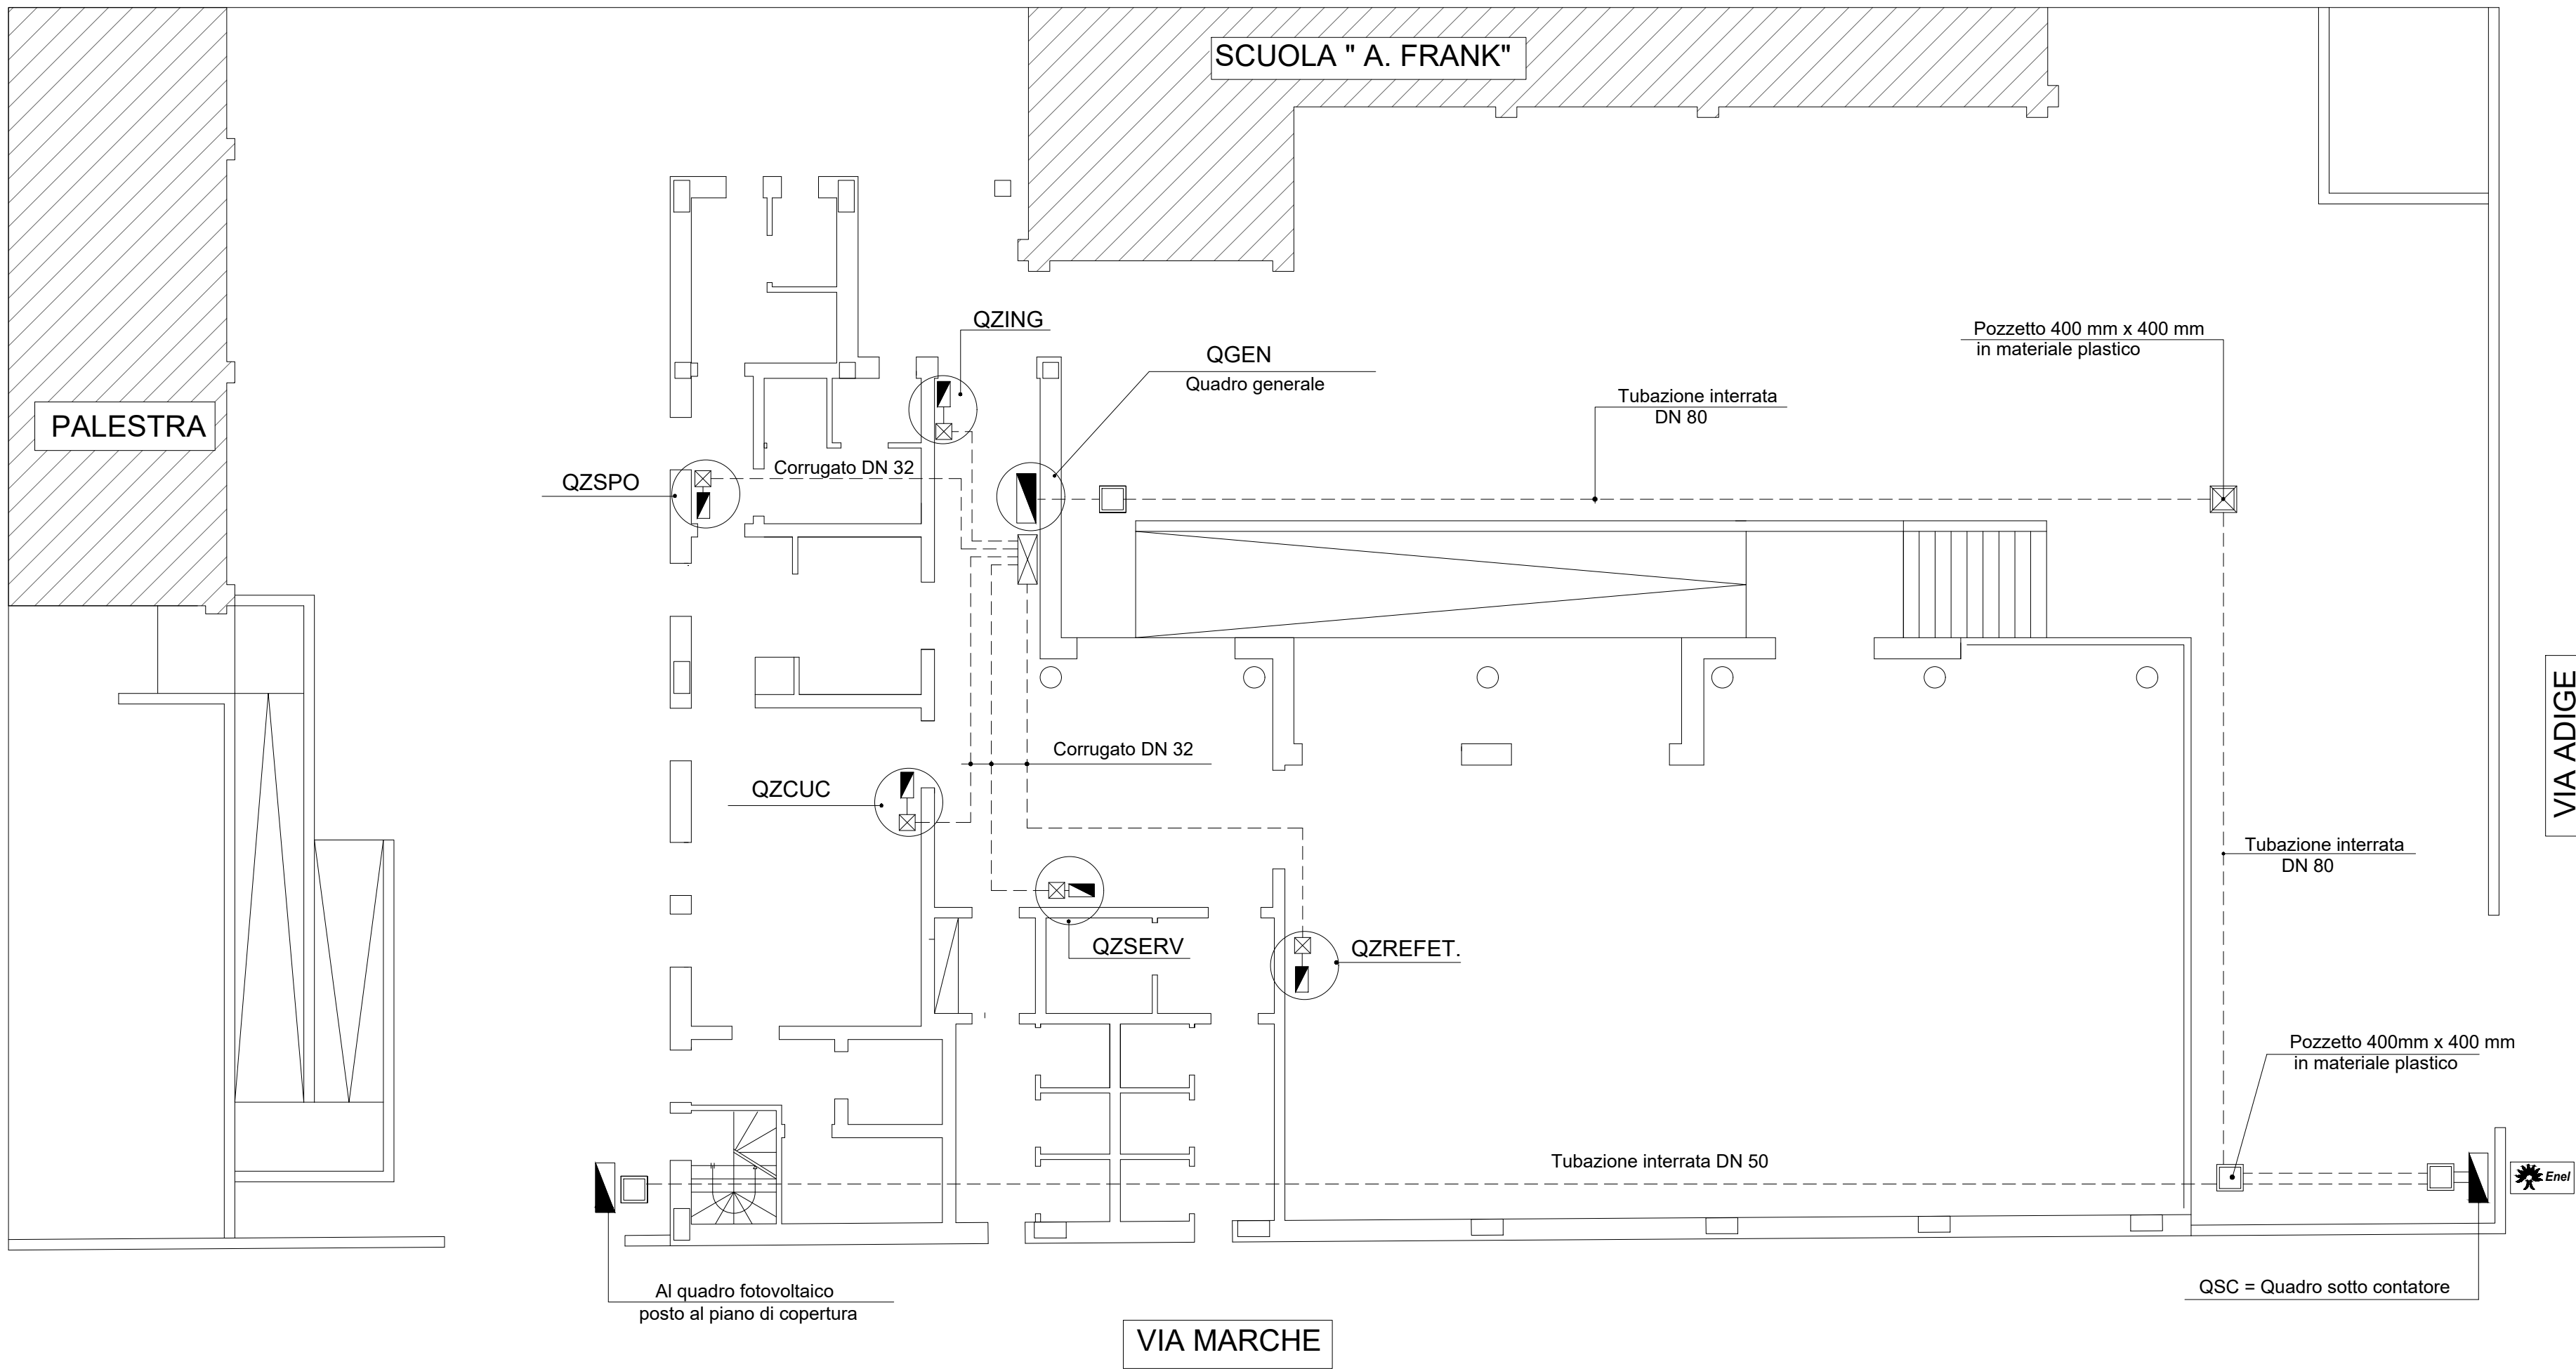 SCUOLA " A. FRANK"
QZING
QGEN
Quadro generale
Pozzetto 400 mm x 400 mm
in materiale plastico
Tubazione interrata
DN 80
PALESTRA
QZSPO
Corrugato DN 32
VIA ADIGE
Corrugato DN 32
QZCUC
Tubazione interrata
DN 80
QZSERV
QZREFET.
Pozzetto 400mm x 400 mm
in materiale plastico
Tubazione interrata DN 50
Enel
Al quadro fotovoltaico
posto al piano di copertura
QSC = Quadro sotto contatore
VIA MARCHE